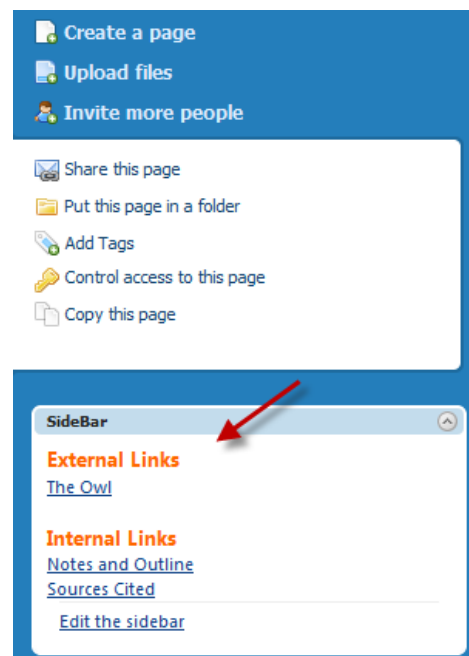 Create a page
Upload files
Invite more people
Share this page
Put this page in a folder
Add Tags
Control access to this page
Copy this page
SideBar
External Links
The Owl
Internal Links
Notes and Outline
Sources Cited
Edit the sidebar